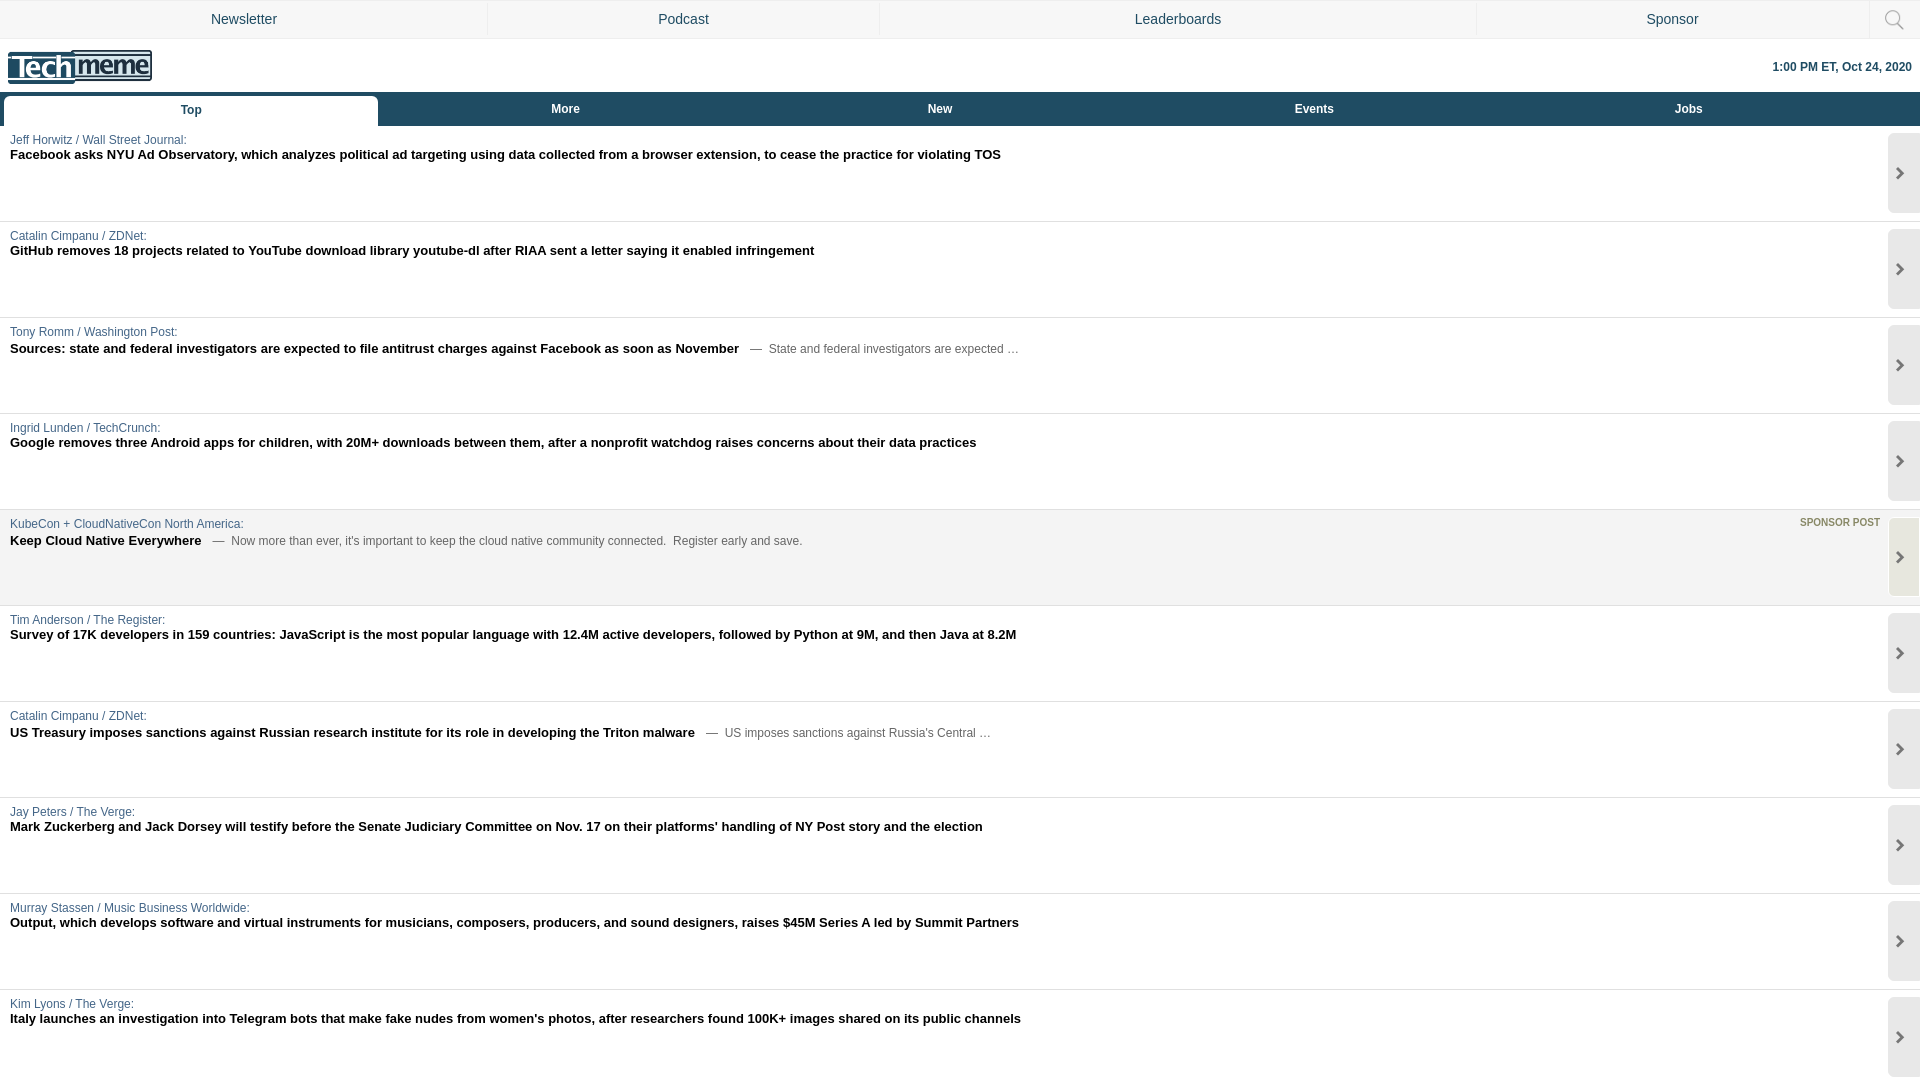 Newsletter
Podcast
Leaderboards
Sponsor
Techmeme
1:00 PM ET, Oct 24, 2020
Top
More
New
Events
Jobs
Jeff Horwitz / Wall Street Journal:
Facebook asks NYU Ad Observatory, which analyzes political ad targeting using data collected from a browser extension, to cease the practice for violating TOS
Catalin Cimpanu / ZDNet:
GitHub removes 18 projects related to YouTube download library youtube-dl after RIAA sent a letter saying it enabled infringement
Tony Romm / Washington Post:
Sources: state and federal investigators are expected to file antitrust charges against Facebook as soon as November — State and federal investigators are expected …
Ingrid Lunden / TechCrunch:
Google removes three Android apps for children, with 20M+ downloads between them, after a nonprofit watchdog raises concerns about their data practices
KubeCon + CloudNativeCon North America:
SPONSOR POST
Keep Cloud Native Everywhere — Now more than ever, it's important to keep the cloud native community connected. Register early and save.
Tim Anderson / The Register:
Survey of 17K developers in 159 countries: JavaScript is the most popular language with 12.4M active developers, followed by Python at 9M, and then Java at 8.2M
Catalin Cimpanu / ZDNet:
US Treasury imposes sanctions against Russian research institute for its role in developing the Triton malware — US imposes sanctions against Russia's Central …
Jay Peters / The Verge:
Mark Zuckerberg and Jack Dorsey will testify before the Senate Judiciary Committee on Nov. 17 on their platforms' handling of NY Post story and the election
Murray Stassen / Music Business Worldwide:
Output, which develops software and virtual instruments for musicians, composers, producers, and sound designers, raises $45M Series A led by Summit Partners
Kim Lyons / The Verge:
Italy launches an investigation into Telegram bots that make fake nudes from women's photos, after researchers found 100K+ images shared on its public channels